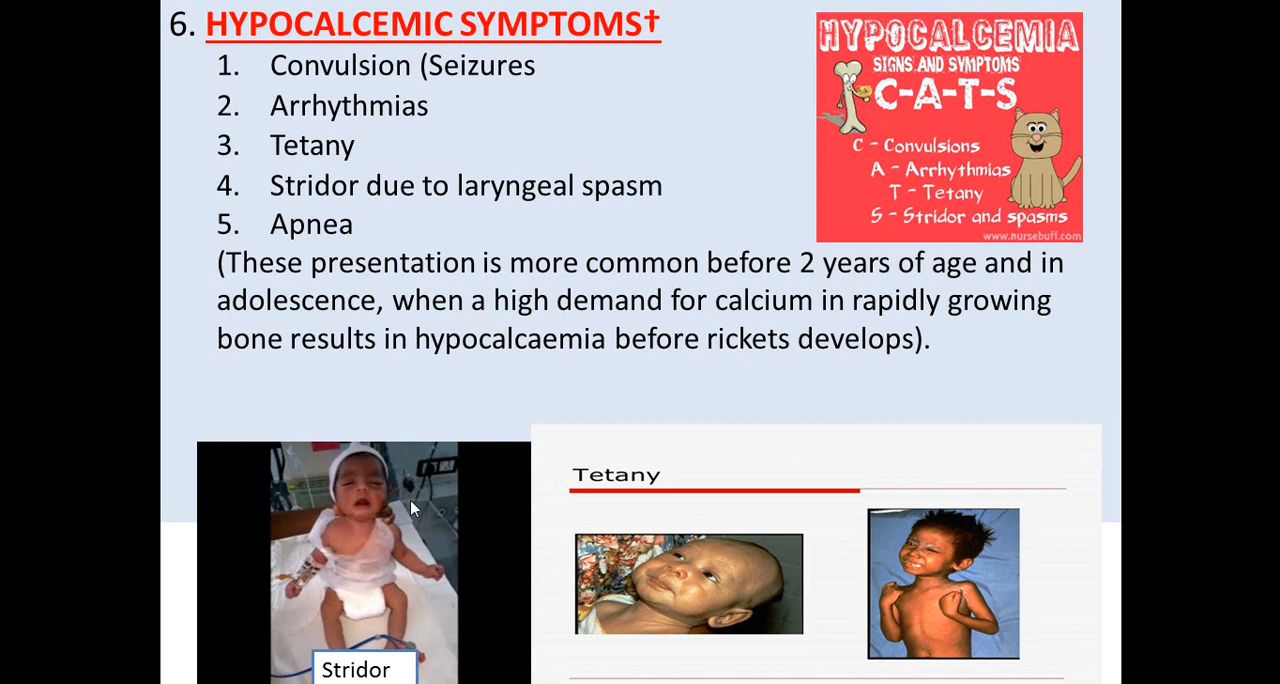 6. HYPOCALCEMIC SYMPTOMS†
1. Convulsion (Seizures
2. Arrhythmias
3. Tetany
4. Stridor due to laryngeal spasm
5. Apnea
(These presentation is more common before 2 years of age and in
adolescence, when a high demand for calcium in rapidly growing
bone results in hypocalcaemia before rickets develops).
HYPOCALCEMIA
SIGNS AND SYMPTOMS
C-A-T-S
C - Convulsions
A - Arrhythmias
T - Tetany
S - Stridor and spasms
www.nursebuff.com
Stridor
Tetany